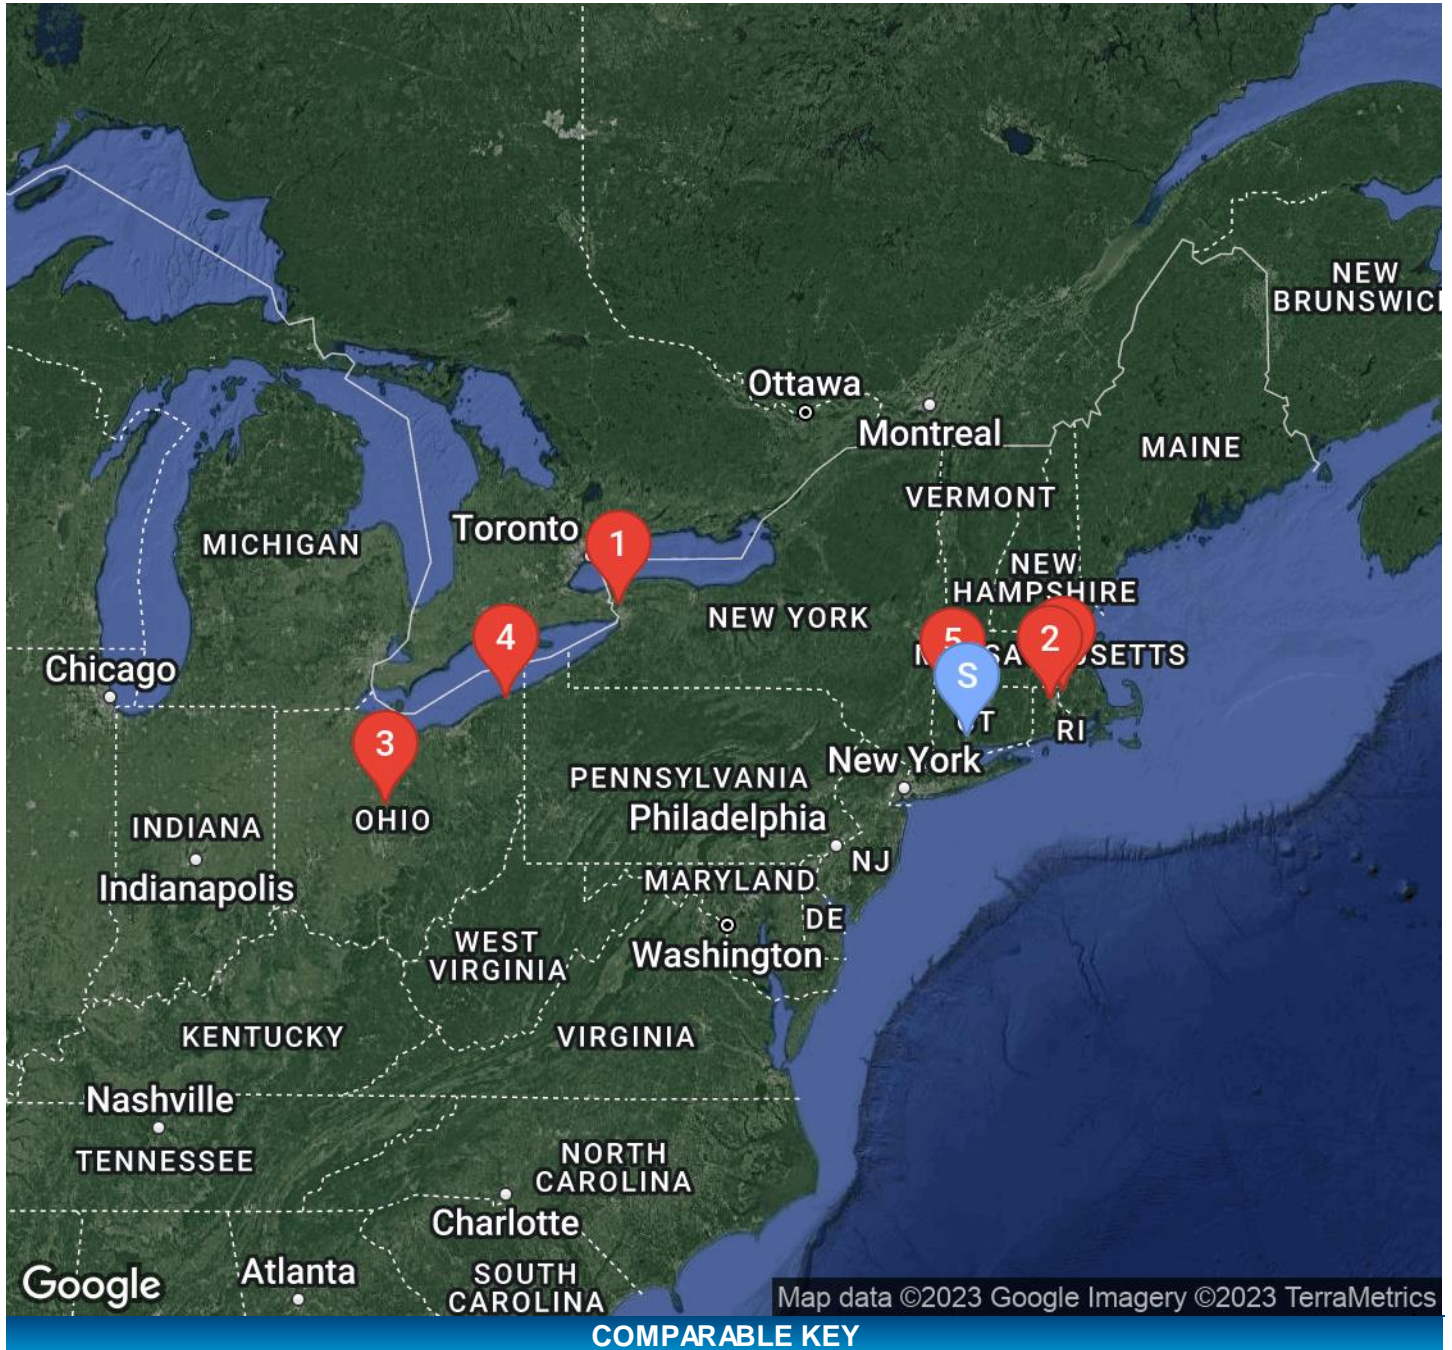 NEW
BRUNSWICK
Ottawa
Montreal
MAINE
VERMONT
Toronto
1
MICHIGAN
NEW
HAMPSHIRE
NEW YORK
4
5
2
MASSACHUSETTS
Chicago
S
CT
RI
3
New York
PENNSYLVANIA
OHIO
Philadelphia
INDIANA
NJ
Indianapolis
MARYLAND
DE
WEST
VIRGINIA
Washington
KENTUCKY
VIRGINIA
Nashville
TENNESSEE
NORTH
CAROLINA
Charlotte
Atlanta
SOUTH
CAROLINA
Google
Map data ©2023 Google Imagery ©2023 TerraMetrics
COMPARABLE KEY